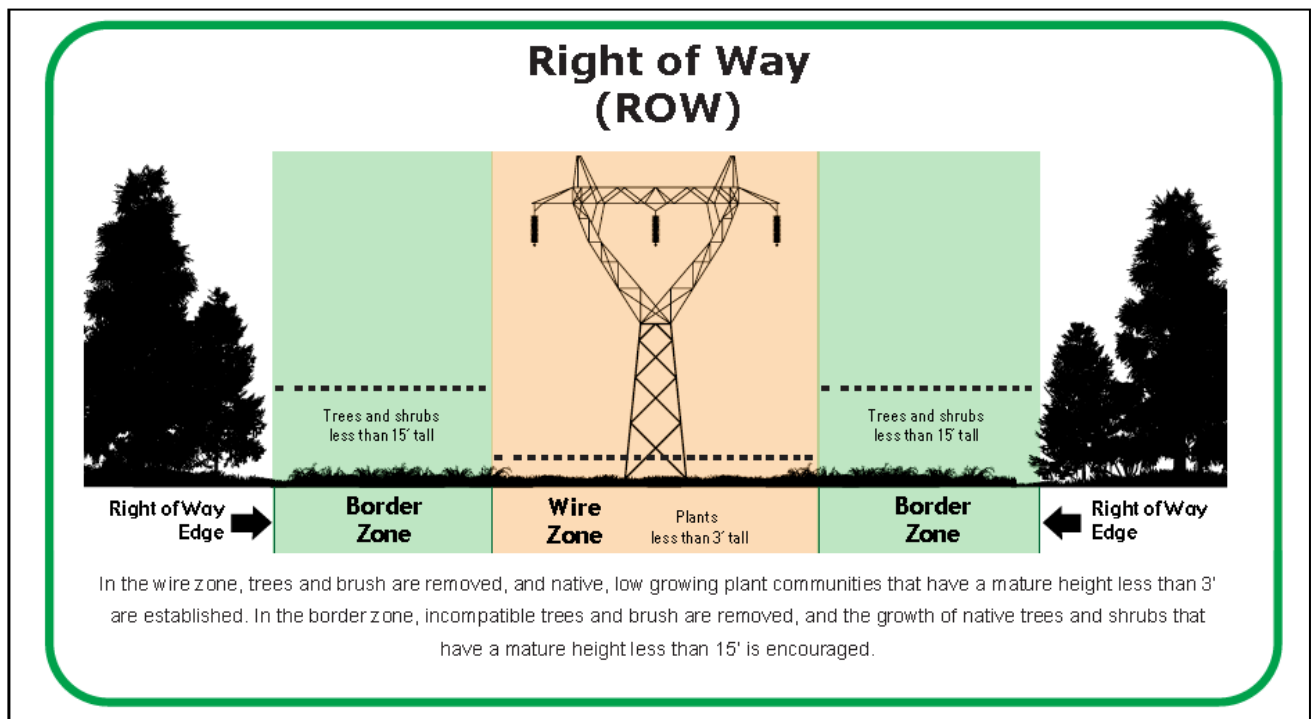 Right of Way
(ROW)
Trees and shrubs
less than 15´ tall
Trees and shrubs
less than 15´ tall
Right of Way
Edge
Border
Zone
Wire
Zone
Plants
less than 3´ tall
Border
Zone
Right of Way
Edge
In the wire zone, trees and brush are removed, and native, low growing plant communities that have a mature height less than 3'
are established. In the border zone, incompatible trees and brush are removed, and the growth of native trees and shrubs that
have a mature height less than 15' is encouraged.